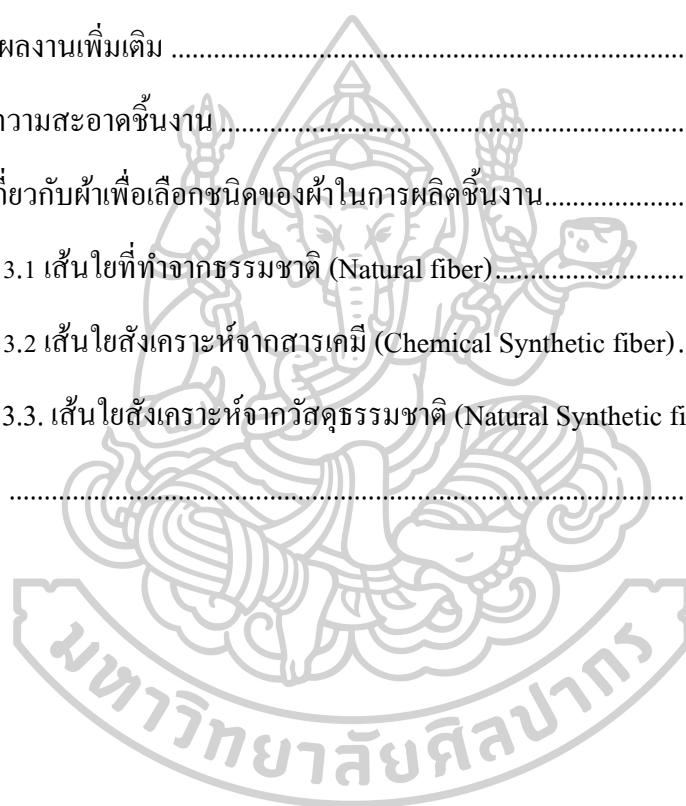 ผลงานเพิ่มเติม ................................................................................
ความสะอาดชิ้นงาน ......................................................................
กี่ยวกับผ้าเพื่อเลือกชนิดของผ้าในการผลิตชิ้นงาน.....................
3.1 เส้นใยที่ทำจากธรรมชาติ (Natural fiber)............................
3.2 เส้นใยสังเคราะห์จากสารเคมี (Chemical Synthetic fiber)..
3.3. เส้นใยสังเคราะห์จากวัสดุธรรมชาติ (Natural Synthetic fi
....................................................................................................
มหาวิทยาลัยศิลปากร